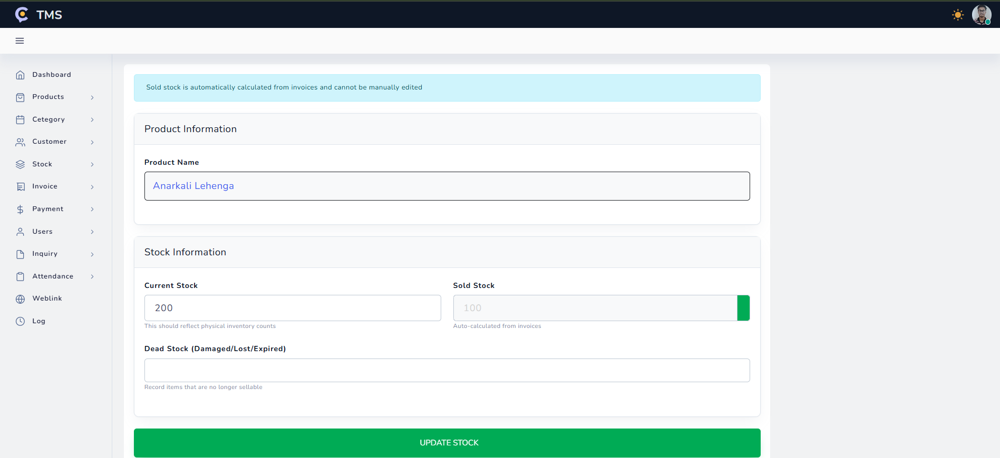 TMS
Dashboard
Products
Cetegory
Customer
Stock
Invoice
Payment
Users
Inquiry
Attendance
Weblink
Log
Sold stock is automatically calculated from invoices and cannot be manually edited
Product Information
Product Name
Anarkali Lehenga
Stock Information
Current Stock
200
This should reflect physical inventory counts
Sold Stock
100
Auto-calculated from invoices
Dead Stock (Damaged/Lost/Expired)
Record items that are no longer sellable
UPDATE STOCK